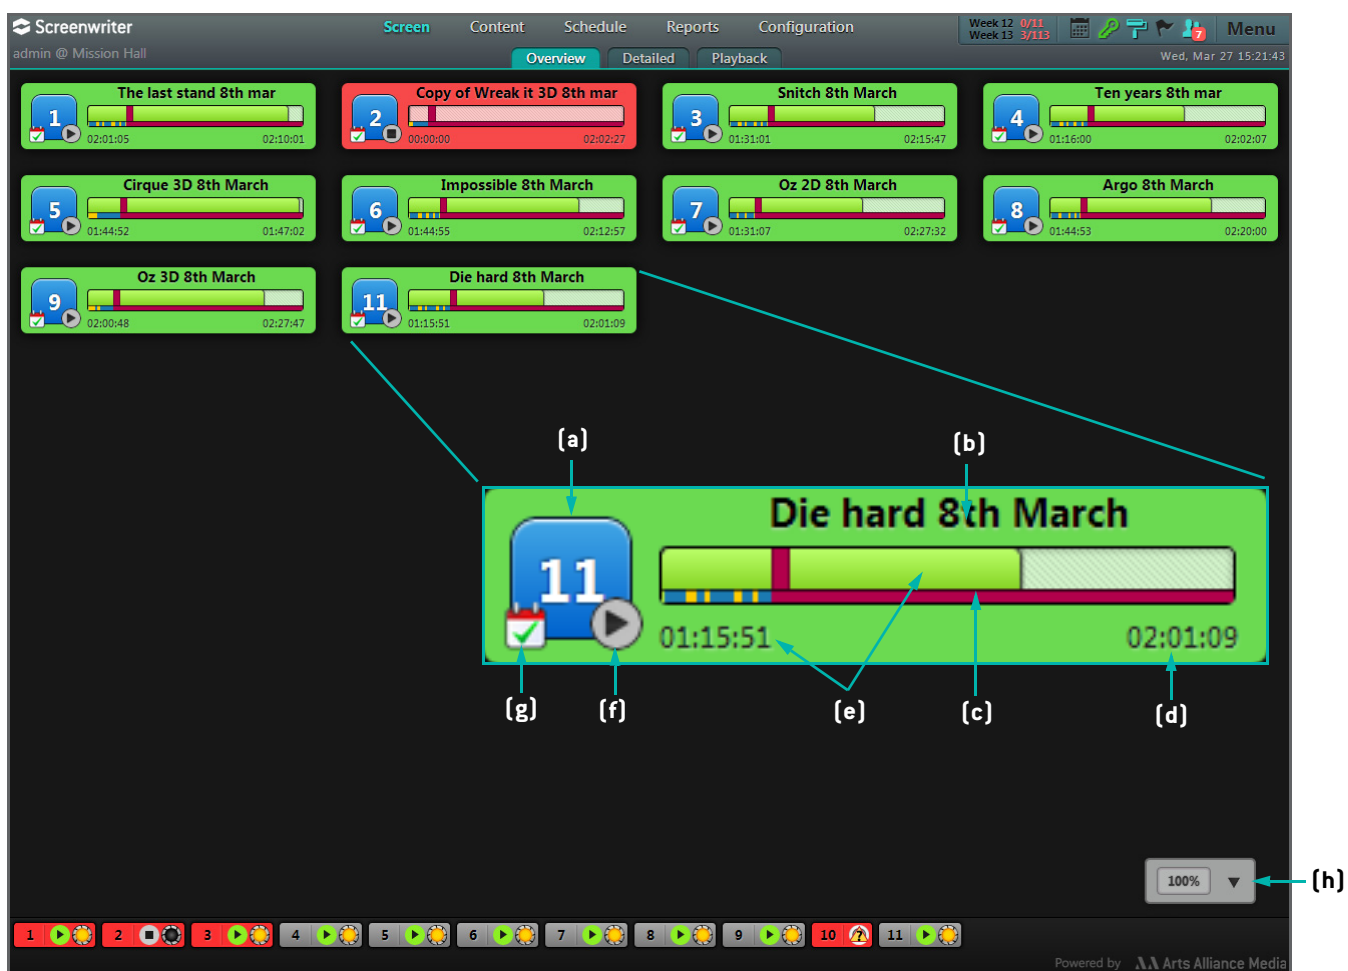 Screenwriter
Screen Content Schedule Reports Configuration
Week 12 0/11
Week 13 3/113
7
Menu
admin @ Mission Hall
Overview Detailed Playback
Wed, Mar 27 15:21:43
The last stand 8th mar
1
02:01:05 02:10:01
Copy of Wreak it 3D 8th mar
2
00:00:00 02:02:27
Snitch 8th March
3
01:31:01 02:15:47
Ten years 8th mar
4
01:16:00 02:02:07
Cirque 3D 8th March
5
01:44:52 01:47:02
Impossible 8th March
6
01:44:55 02:12:57
Oz 2D 8th March
7
01:31:07 02:27:32
Argo 8th March
8
01:44:53 02:20:00
Oz 3D 8th March
9
02:00:48 02:27:47
Die hard 8th March
11
01:15:51 02:01:09
(a) (b)
Die hard 8th March
11
01:15:51 02:01:09
(g) (f) (e) (c) (d)
100%
(h)
1 2 3 4 5 6 7 8 9 10 ? 11
Powered by Arts Alliance Media